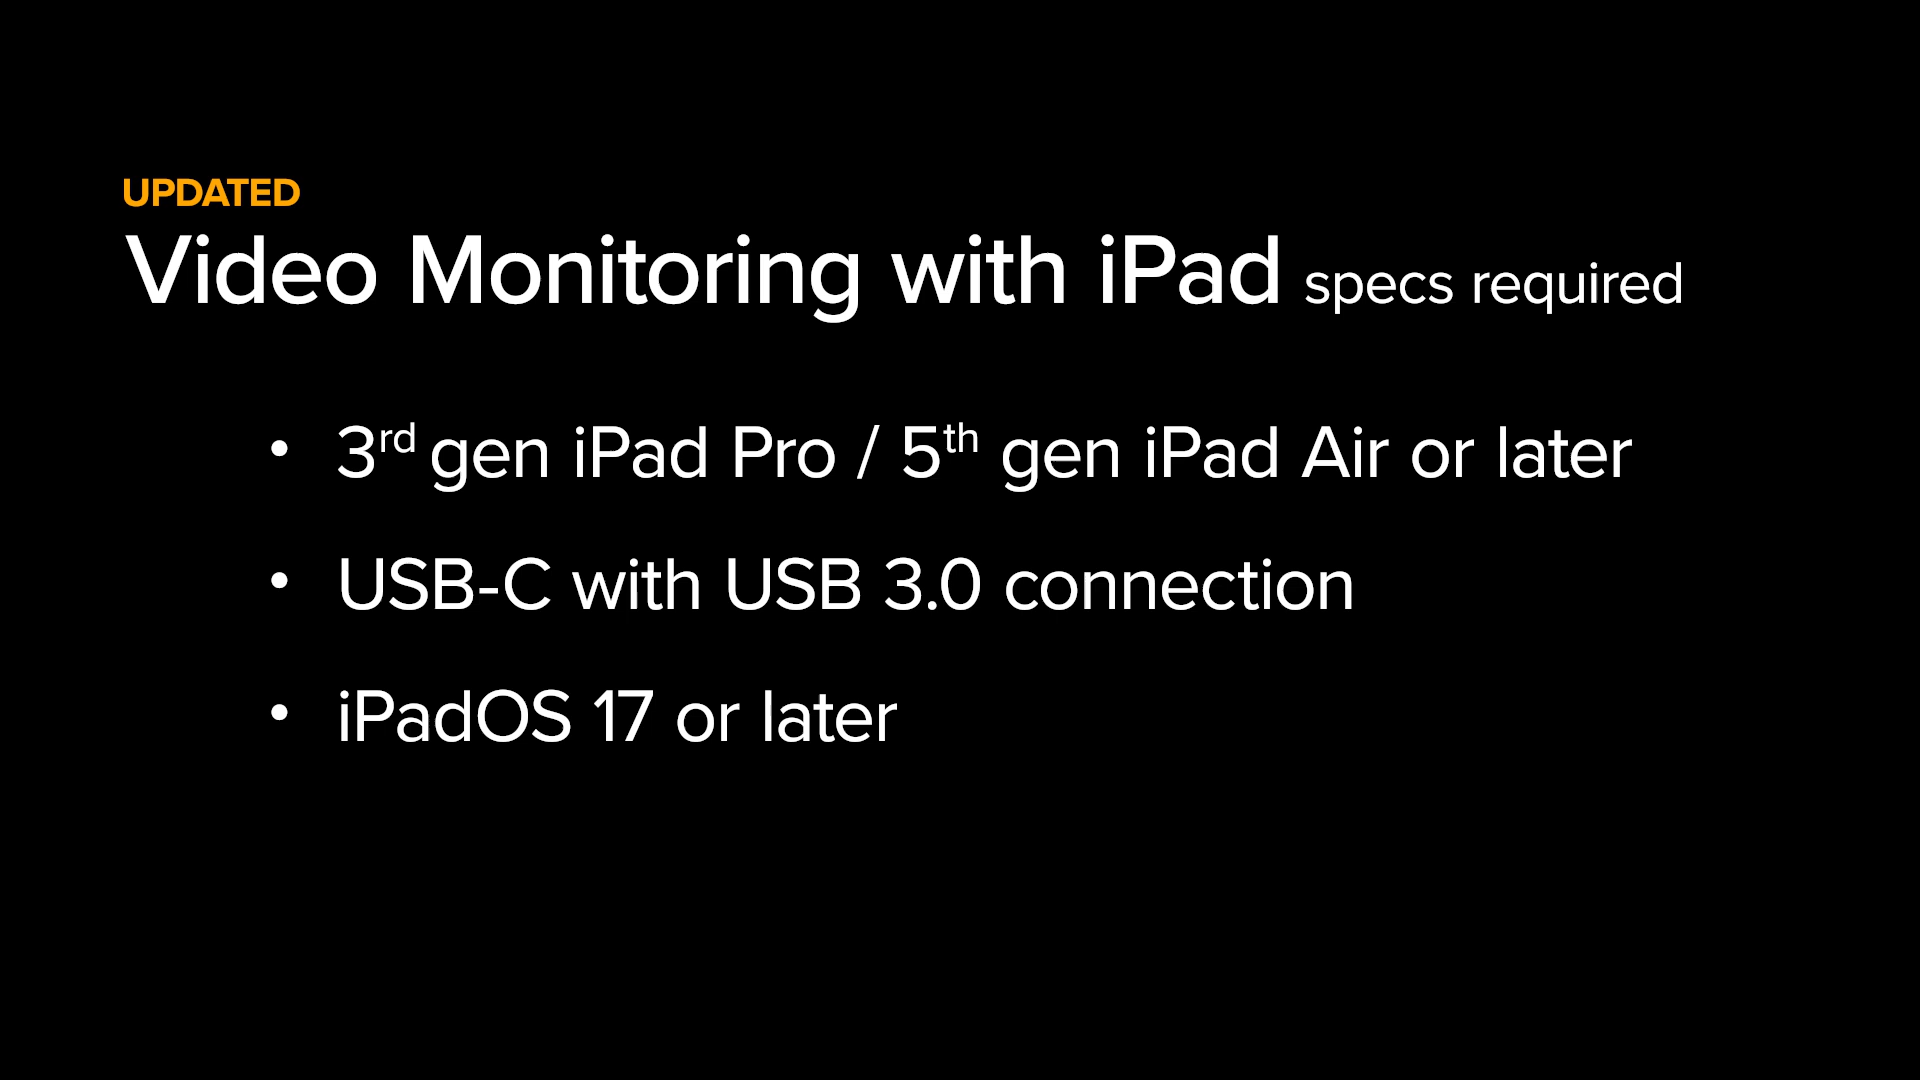 UPDATED
Video Monitoring with iPad specs required
• 3rd gen iPad Pro / 5th gen iPad Air or later
• USB-C with USB 3.0 connection
• iPadOS 17 or later